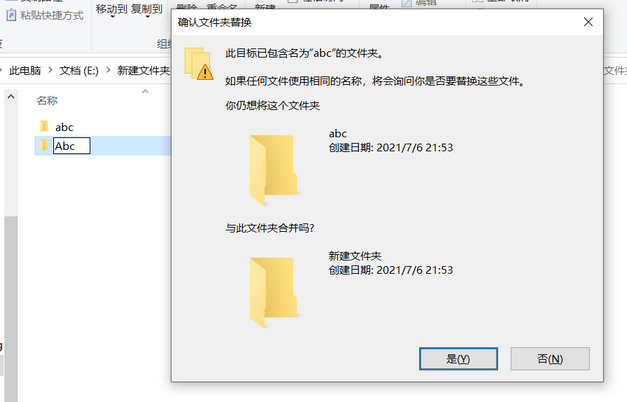 移动到 复制到
粘贴快捷方式
此电脑 > 文档 (E:) > 新建文件夹
名称
abc
Abc
确认文件夹替换
此目标已包含名为“abc”的文件夹。
如果任何文件使用相同的名称，将会询问你是否要替换这些文件。
你仍想将这个文件夹
abc
创建日期: 2021/7/6 21:53
与此文件夹合并吗?
新建文件夹
创建日期: 2021/7/6 21:53
是(Y)
否(N)